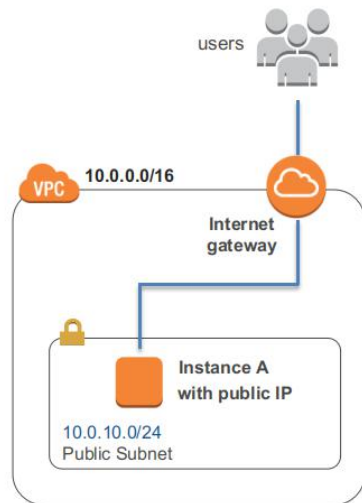 users
VPC
10.0.0.0/16
Internet
gateway
Instance A
with public IP
10.0.10.0/24
Public Subnet